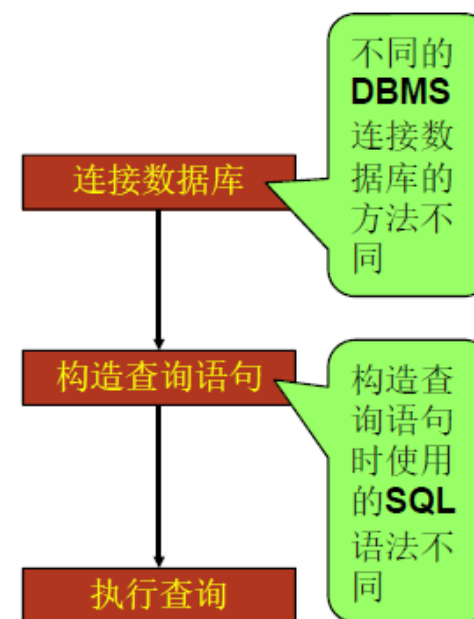 不同的
DBMS
连接数
据库的
方法不
同
连接数据库
构造查询语句
构造查
询语句
时使用
的SQL
语法不
同
执行查询